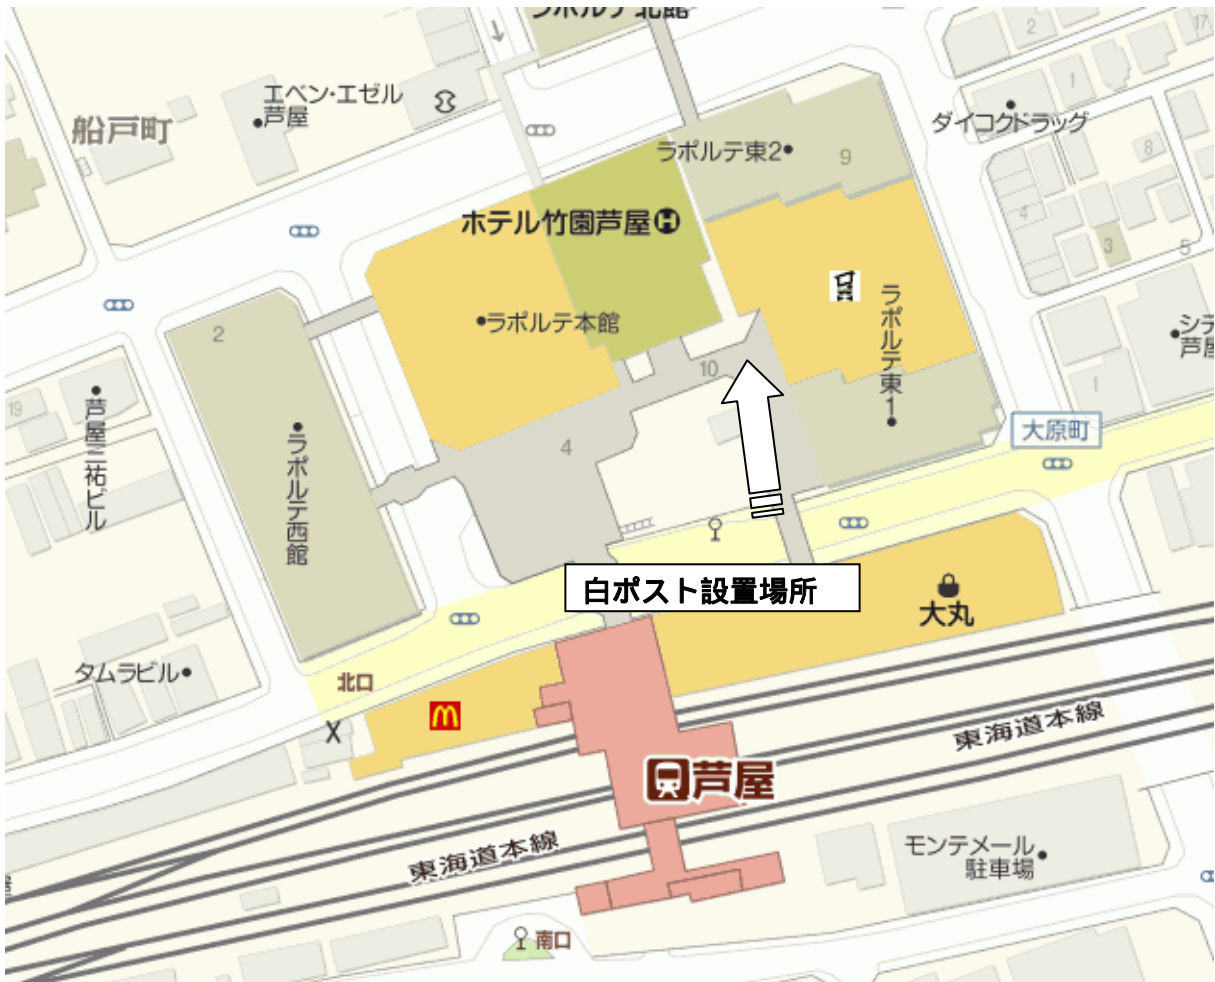 ラポルテ北館
17
2
エベン・エゼル
芦屋
1
船戸町
ダイコクドラッグ
ラポルテ東2
9
8
4
ホテル竹園芦屋
H
3
5
2
ラポルテ本館
ラポルテ東1
シテ
芦屋
10
1
19
芦屋三祐ビル
ラポルテ西館
4
大原町
白ポスト設置場所
大丸
タムラビル
北口
東海道本線
芦屋
東海道本線
モンテメール
駐車場
南口